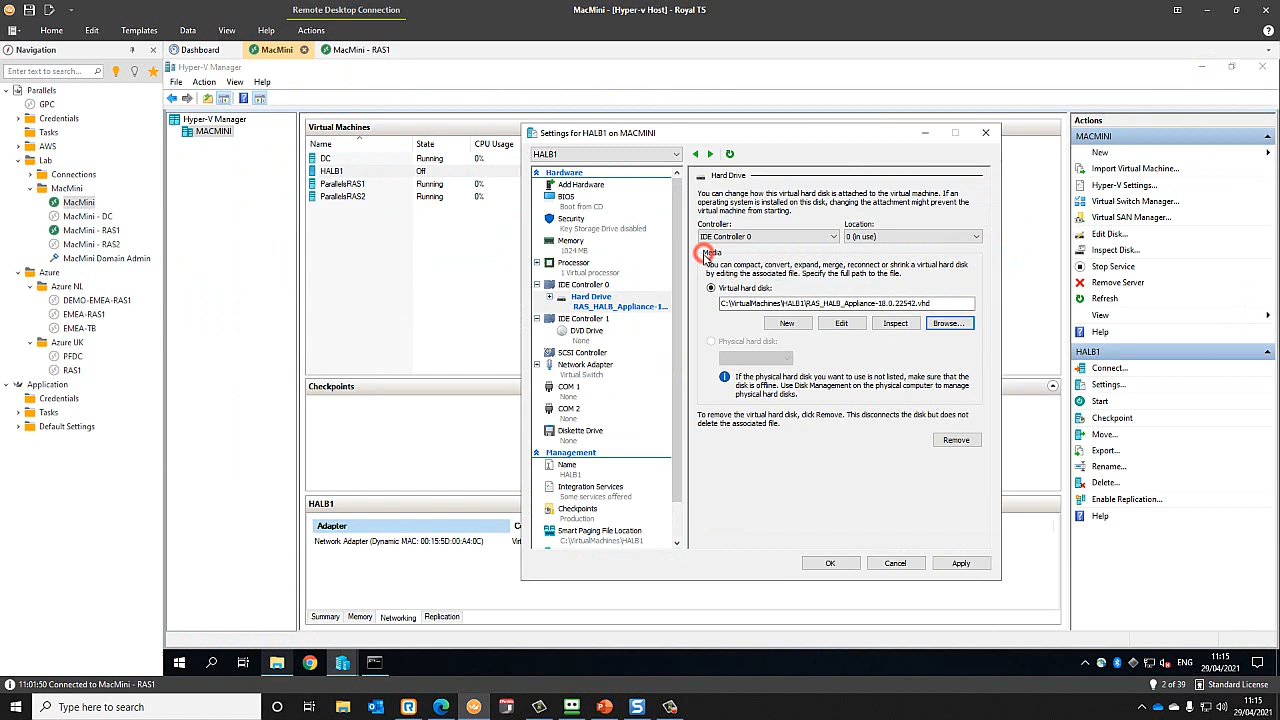 Remote Desktop Connection
MacMini - [Hyper-v Host] - Royal TS
Home Edit Templates Data View Help Actions
Navigation
Enter text to search...
Dashboard
MacMini
MacMini - RAS1
Parallels
GPC
Credentials
Tasks
AWS
Lab
Connections
MacMini
MacMini
MacMini - DC
MacMini - RAS1
MacMini - RAS2
MacMini Domain Admin
Azure
Azure NL
DEMO-EMEA-RAS1
EMEA-RAS1
EMEA-TB
Azure UK
PFDC
RAS1
Application
Credentials
Tasks
Default Settings
Hyper-V Manager
File Action View Help
Hyper-V Manager
MACMINI
Virtual Machines
Name State CPU Usage
DC Running 0%
HALB1 Off
ParallelsRAS1 Running 0%
ParallelsRAS2 Running 0%
Checkpoints
HALB1
Adapter
Network Adapter (Dynamic MAC: 00:15:5D:00:A4:0C)
Summary Memory Networking Replication
Settings for HALB1 on MACMINI
HALB1
Hardware
Add Hardware
BIOS
Boot from CD
Security
Key Storage Drive disabled
Memory
1024 MB
Processor
1 Virtual processor
IDE Controller 0
Hard Drive
RAS_HALB_Appliance-1...
IDE Controller 1
DVD Drive
None
SCSI Controller
Network Adapter
Virtual Switch
COM 1
None
COM 2
None
Diskette Drive
None
Management
Name
HALB1
Integration Services
Some services offered
Checkpoints
Production
Smart Paging File Location
C:\VirtualMachines\HALB1
Hard Drive
You can change how this virtual hard disk is attached to the virtual machine. If an
operating system is installed on this disk, changing the attachment might prevent the
virtual machine from starting.
Controller: Location:
IDE Controller 0 0 (in use)
Media
You can compact, convert, expand, merge, reconnect or shrink a virtual hard disk
by editing the associated file. Specify the full path to the file.
Virtual hard disk:
C:\VirtualMachines\HALB1\RAS_HALB_Appliance-18.0.22542.vhd
New Edit Inspect Browse...
Physical hard disk:
If the physical hard disk you want to use is not listed, make sure that the
disk is offline. Use Disk Management on the physical computer to manage
physical hard disks.
To remove the virtual hard disk, click Remove. This disconnects the disk but does not
delete the associated file.
Remove
OK Cancel Apply
Actions
MACMINI
New
Import Virtual Machine...
Hyper-V Settings...
Virtual Switch Manager...
Virtual SAN Manager...
Edit Disk...
Inspect Disk...
Stop Service
Remove Server
Refresh
View
Help
HALB1
Connect...
Settings...
Start
Checkpoint
Move...
Export...
Rename...
Delete...
Enable Replication...
Help
ENG
11:15
29/04/2021
11:01:50 Connected to MacMini - RAS1
2 of 39
Standard License
Type here to search
11:15
29/04/2021